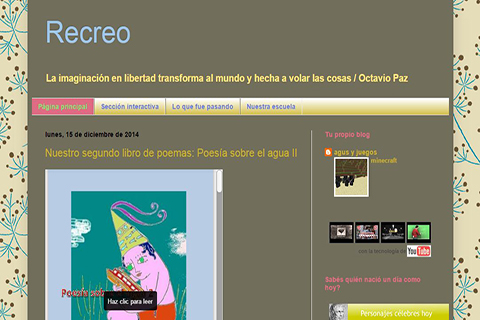 Recreo
La imaginación en libertad transforma al mundo y hecha a volar las cosas / Octavio Paz
Página principal
Sección interactiva
Lo que fue pasando
Nuestra escuela
lunes, 15 de diciembre de 2014
Nuestro segundo libro de poemas: Poesía sobre el agua II
Haz clic para leer
Tu propio blog
agus y juegos
minecraft
con la tecnología de YouTube
Sabés quién nació un día como
hoy?
Personajes célebres hoy